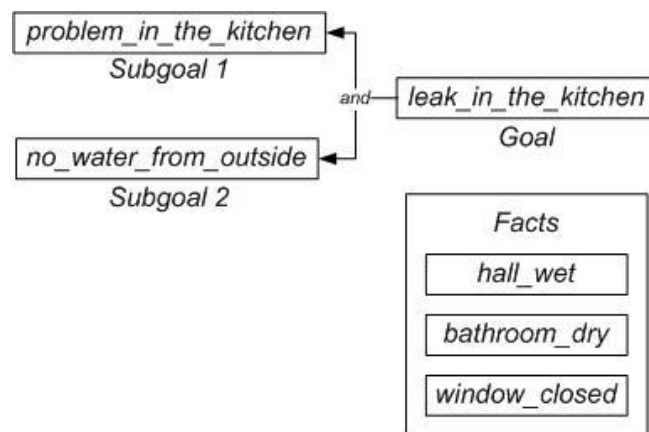 problem_in_the_kitchen
Subgoal 1
and
leak_in_the_kitchen
Goal
no_water_from_outside
Subgoal 2
Facts
hall_wet
bathroom_dry
window_closed